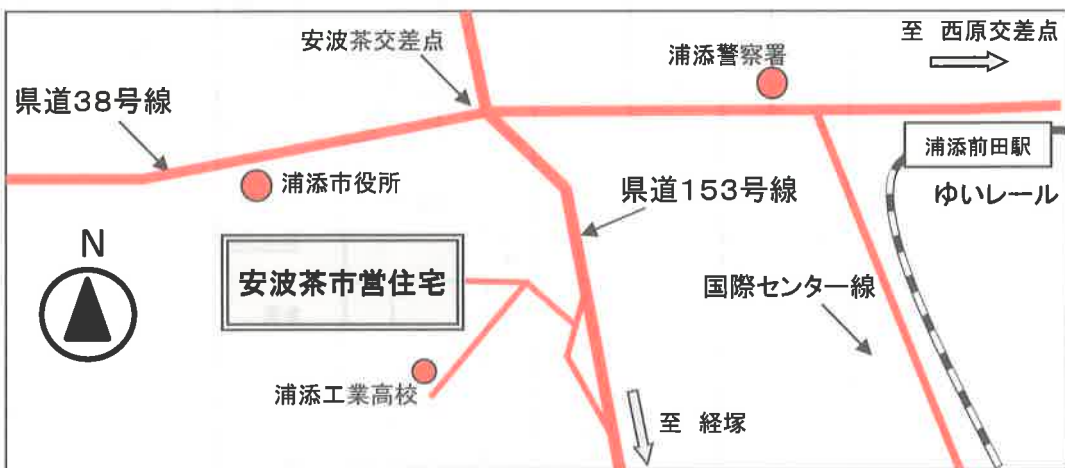 至 西原交差点
安波茶交差点
浦添警察署
県道38号線
浦添前田駅
浦添市役所
県道153号線
ゆいレール
N
安波茶市営住宅
国際センター線
浦添工業高校
至 経塚